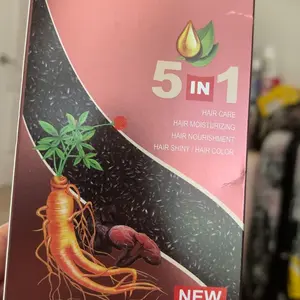 5 IN 1
HAIR CARE
HAIR MOISTURIZING
HAIR NOURISHMENT
HAIR SHINY / HAIR COLOR
NEW